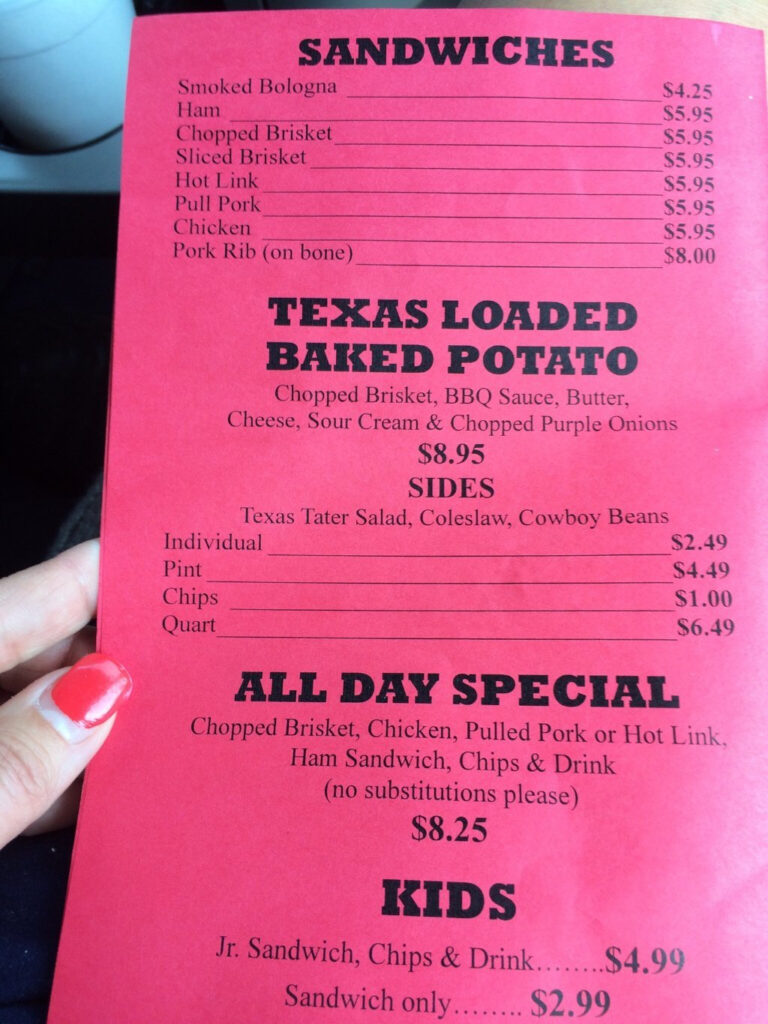 SANDWICHES
Smoked Bologna $4.25
Ham $5.95
Chopped Brisket $5.95
Sliced Brisket $5.95
Hot Link $5.95
Pull Pork $5.95
Chicken $5.95
Pork Rib (on bone) $8.00
TEXAS LOADED
BAKED POTATO
Chopped Brisket, BBQ Sauce, Butter,
Cheese, Sour Cream & Chopped Purple Onions
$8.95
SIDES
Texas Tater Salad, Coleslaw, Cowboy Beans
Individual $2.49
Pint $4.49
Chips $1.00
Quart $6.49
ALL DAY SPECIAL
Chopped Brisket, Chicken, Pulled Pork or Hot Link,
Ham Sandwich, Chips & Drink
(no substitutions please)
$8.25
KIDS
Jr. Sandwich, Chips & Drink........$4.99
Sandwich only........ $2.99